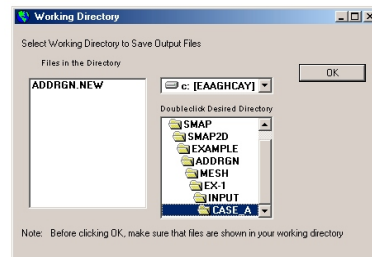 Working Directory
Select Working Directory to Save Output Files
Files in the Directory
ADDRGN.NEW
c: [EAAGHCAY]
OK
Doubleclick Desired Directory
SMAP
SMAP2D
EXAMPLE
ADDRGN
MESH
EX-1
INPUT
CASE_A
Note: Before clicking OK, make sure that files are shown in your working directory